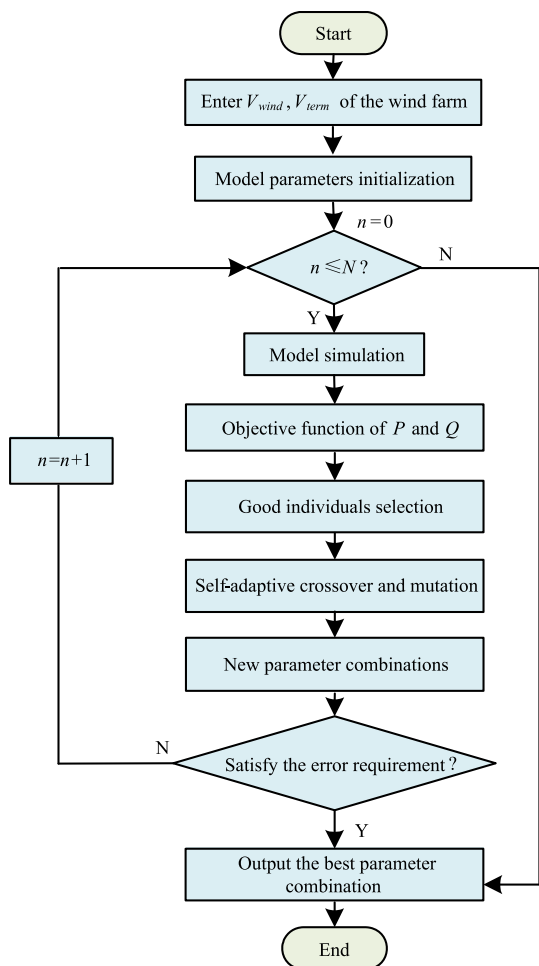 Start
Enter V_wind, V_term of the wind farm
Model parameters initialization
n=0
n≤N?
N
Y
Model simulation
Objective function of P and Q
n=n+1
Good individuals selection
Self-adaptive crossover and mutation
New parameter combinations
N
Satisfy the error requirement?
Y
Output the best parameter
combination
End